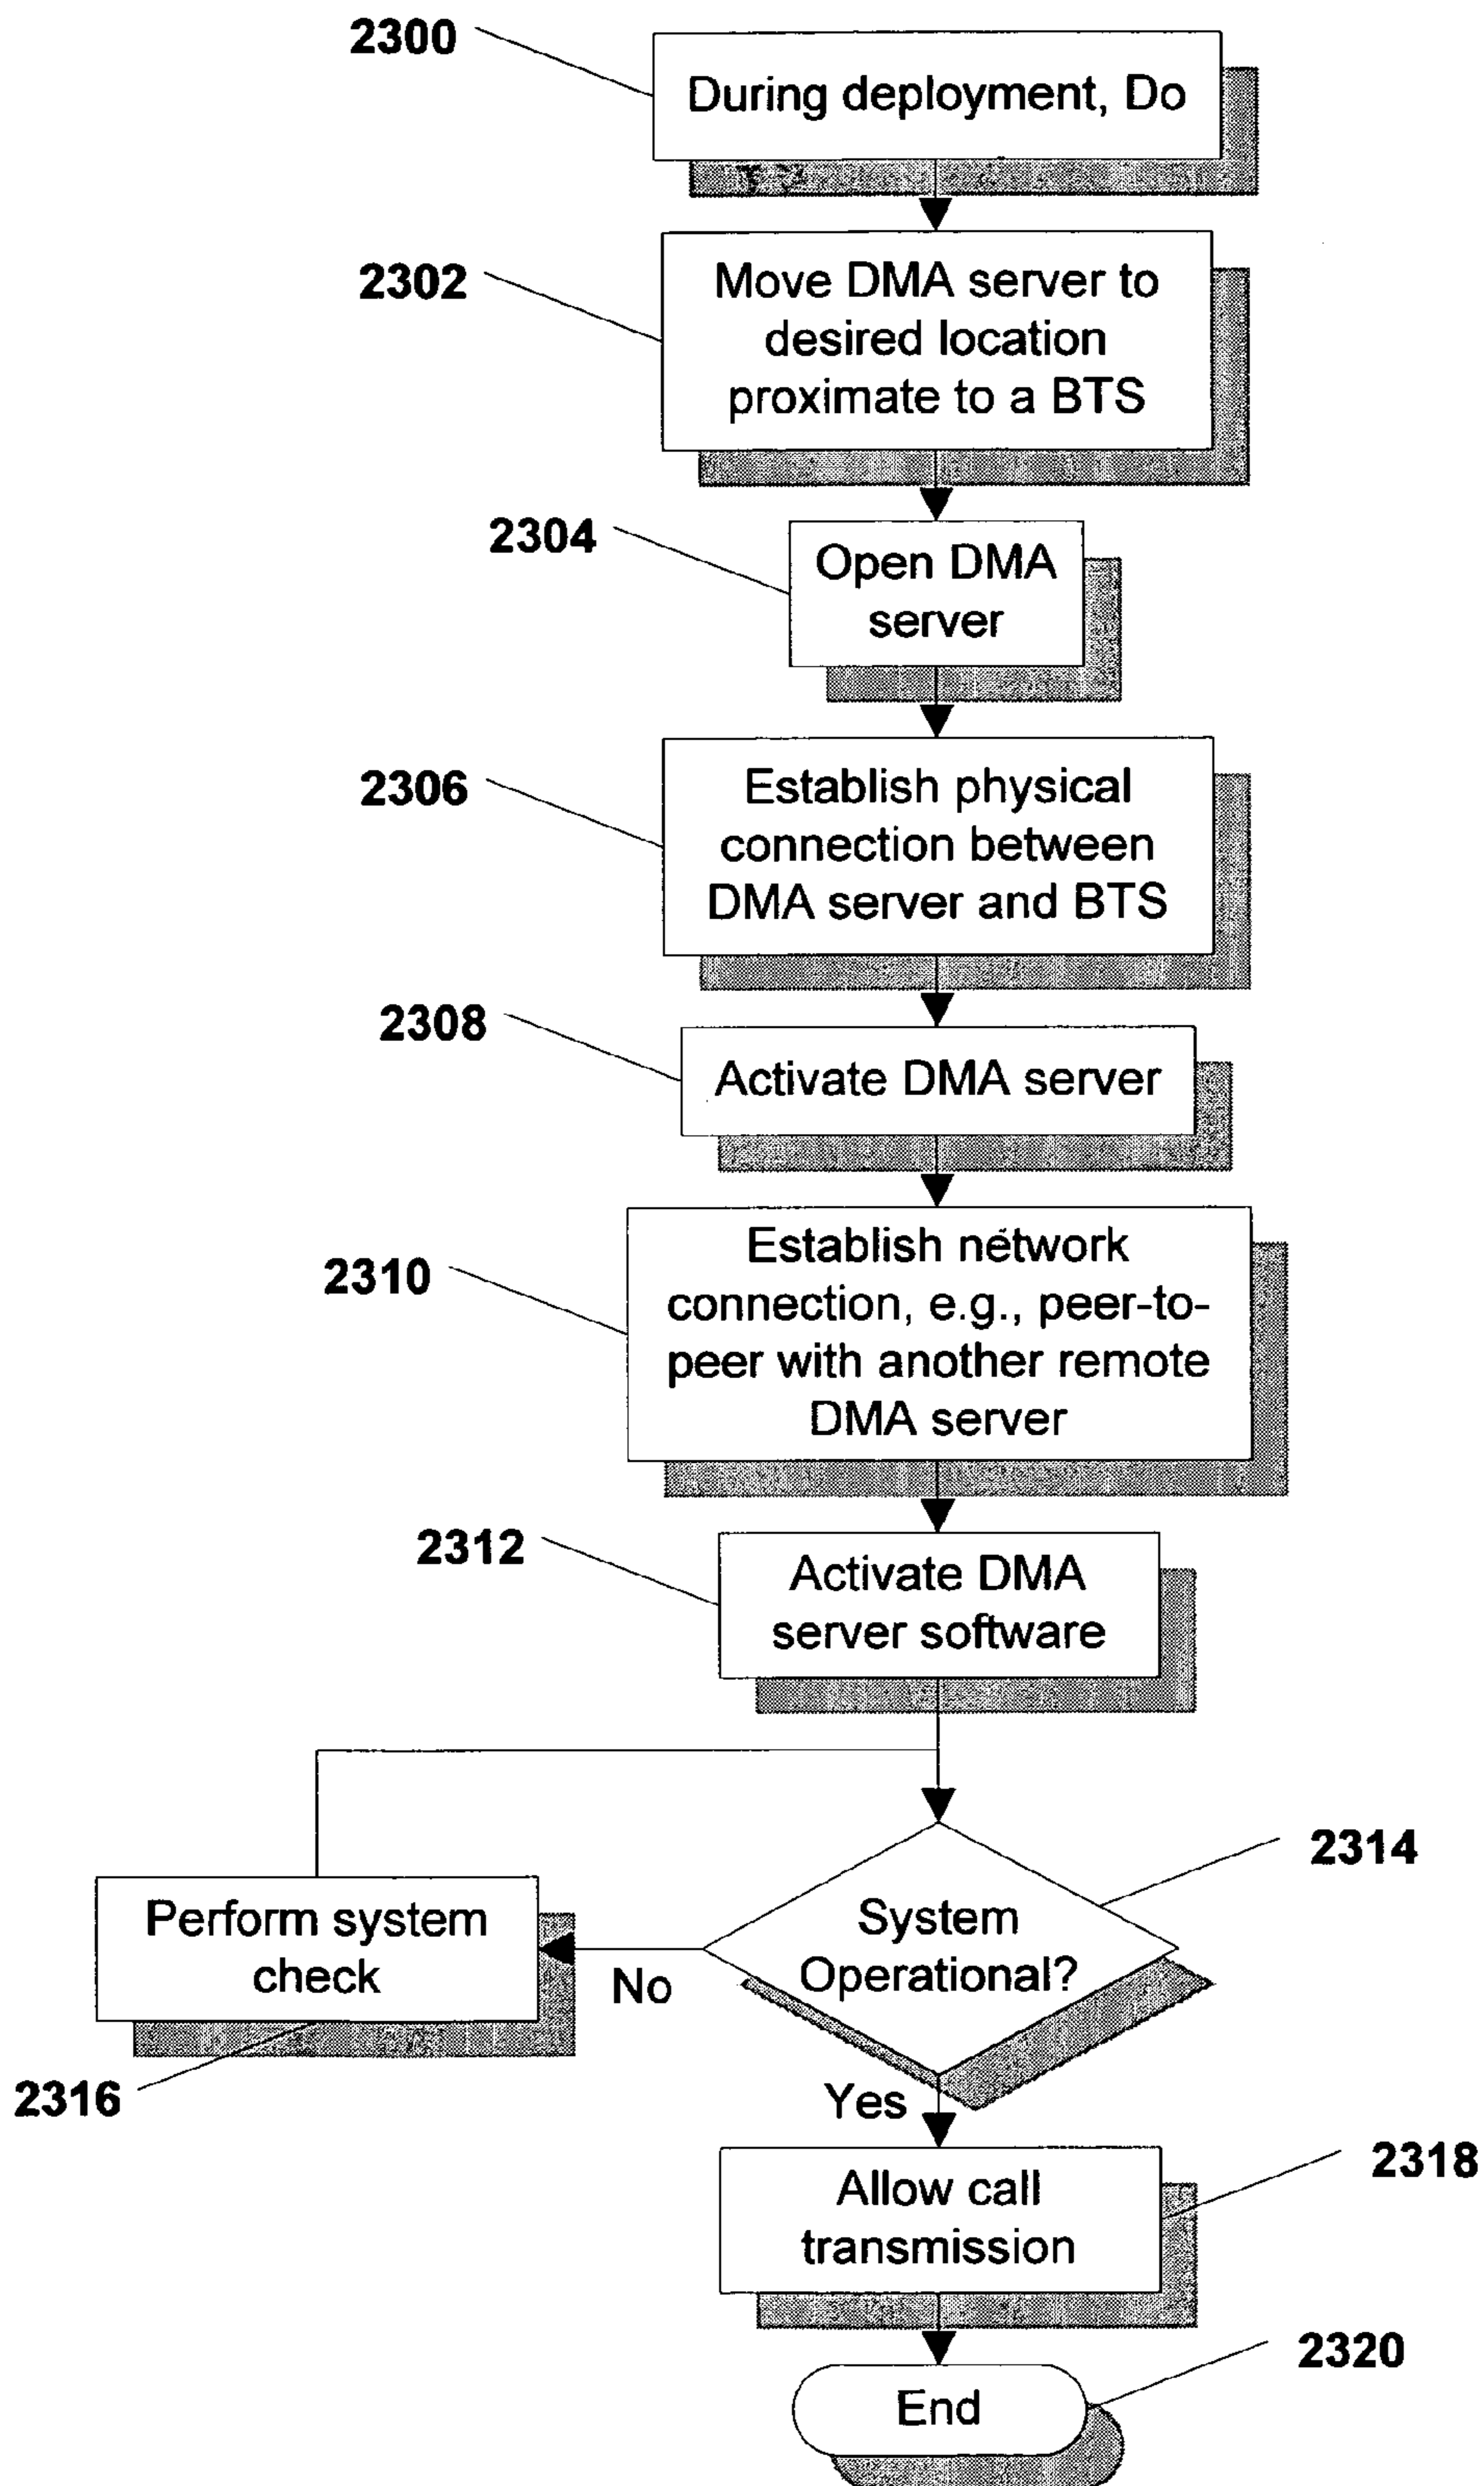 2300
During deployment, Do
2302
Move DMA server to
desired location
proximate to a BTS
2304
Open DMA
server
2306
Establish physical
connection between
DMA server and BTS
2308
Activate DMA server
2310
Establish network
connection, e.g., peer-to-
peer with another remote
DMA server
2312
Activate DMA
server software
2314
System
Operational?
Perform system
check
No
2316
Yes
Allow call
transmission
2318
2320
End